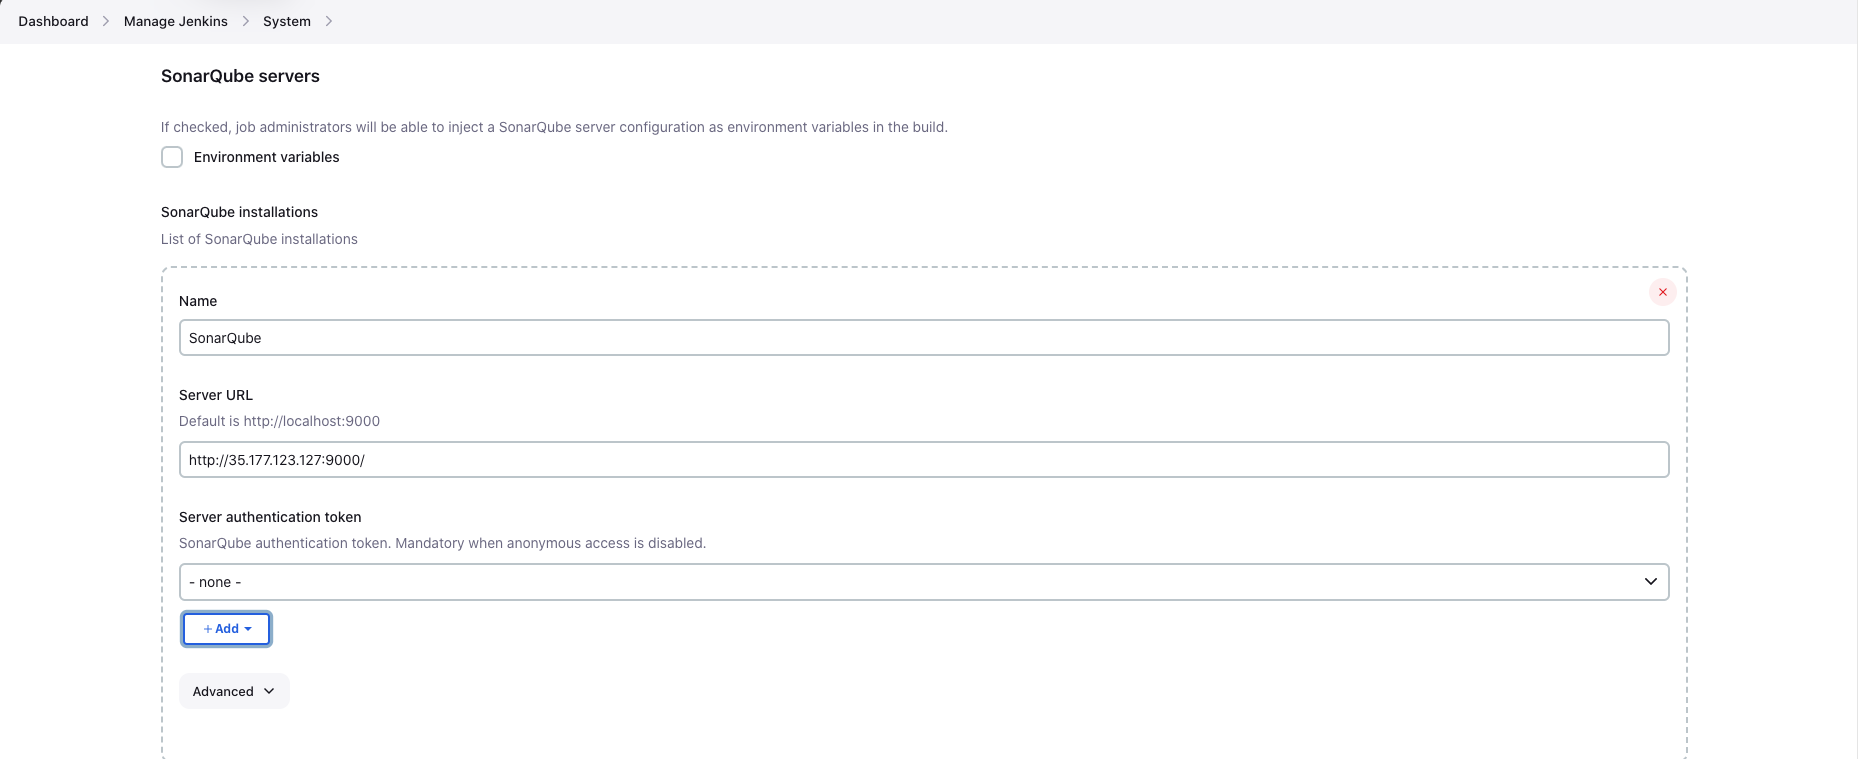 Dashboard > Manage Jenkins > System >
SonarQube servers
If checked, job administrators will be able to inject a SonarQube server configuration as environment variables in the build.
Environment variables
SonarQube installations
List of SonarQube installations
Name
SonarQube
Server URL
Default is http://localhost:9000
http://35.177.123.127:9000/
Server authentication token
SonarQube authentication token. Mandatory when anonymous access is disabled.
- none -
+ Add
Advanced